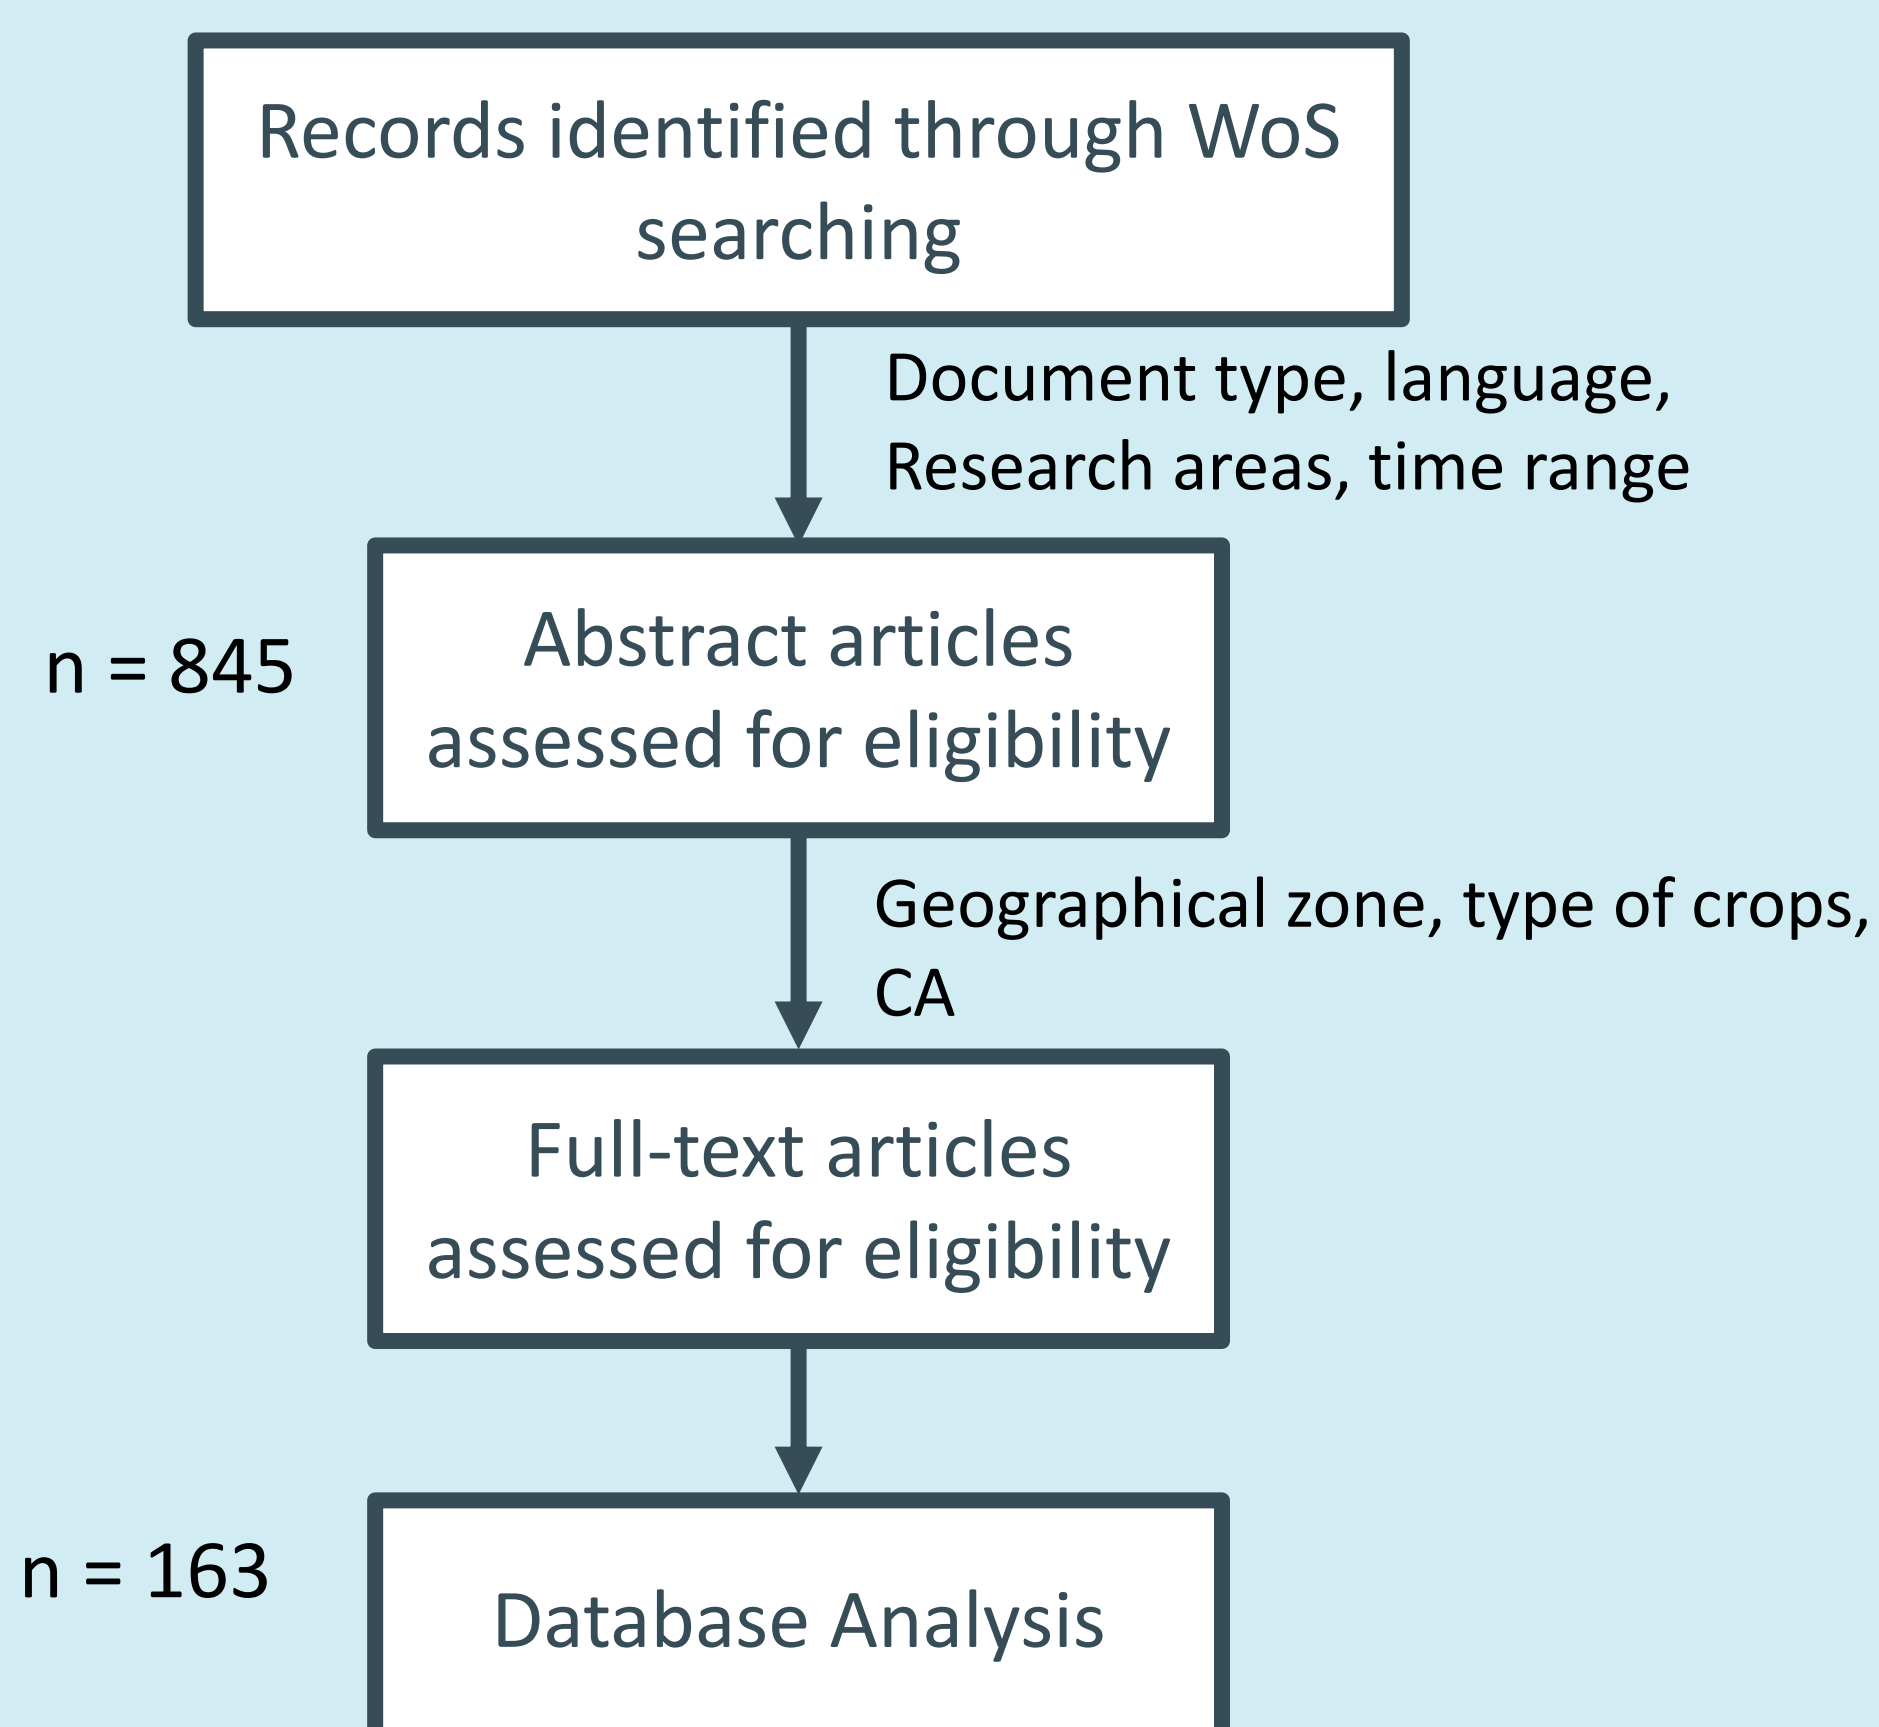 Records identified through WoS
searching
Document type, language,
Research areas, time range
n = 845
Abstract articles
assessed for eligibility
Geographical zone, type of crops,
CA
Full-text articles
assessed for eligibility
n = 163
Database Analysis